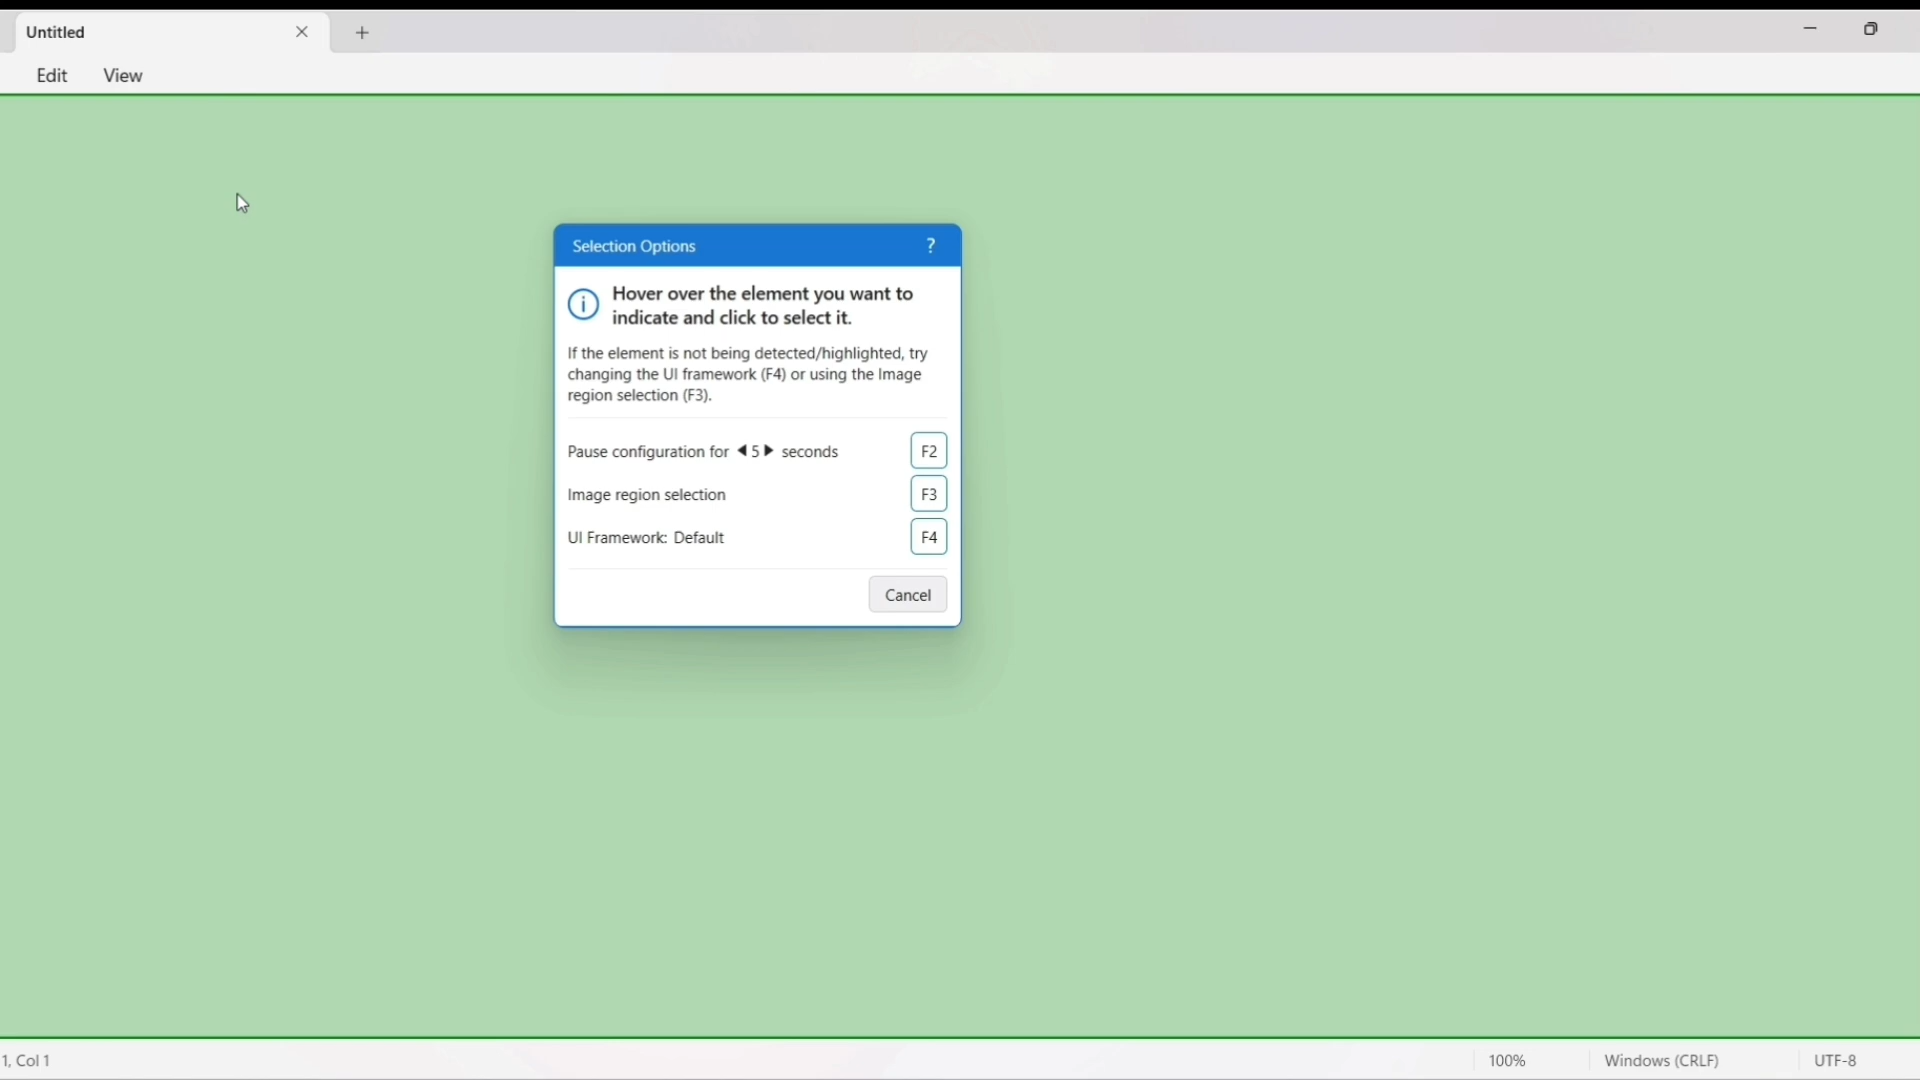 Untitled
Edit View
Selection Options ?
Hover over the element you want to
indicate and click to select it.
If the element is not being detected/highlighted, try
changing the UI framework (F4) or using the Image
region selection (F3).
Pause configuration for ◀5▶ seconds F2
Image region selection F3
UI Framework: Default F4
Cancel
1, Col 1 100% Windows (CRLF) UTF-8